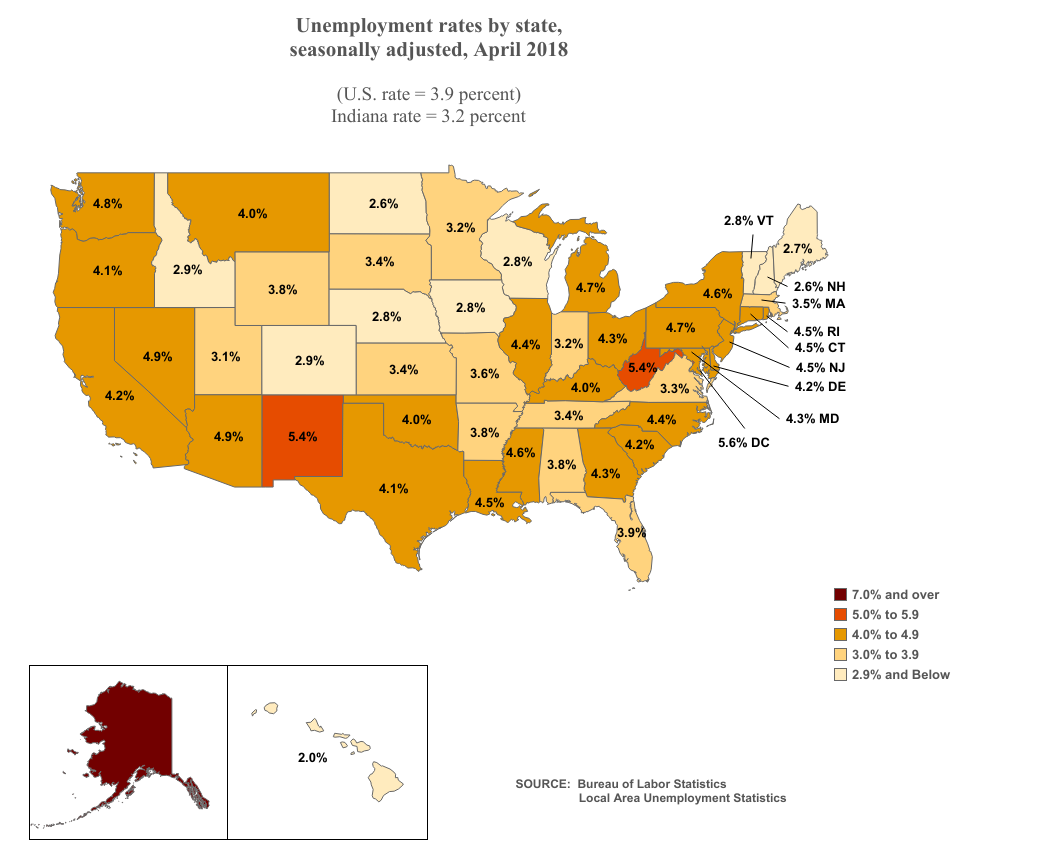 Unemployment rates by state,
seasonally adjusted, April 2018
(U.S. rate = 3.9 percent)
Indiana rate = 3.2 percent
4.8%
4.0%
2.6%
3.2%
2.8% VT
2.7%
4.1%
2.9%
3.4%
2.8%
3.8%
4.7%
4.6%
2.6% NH
3.5% MA
2.8%
2.8%
4.7%
4.5% RI
4.5% CT
4.9%
3.1%
2.9%
3.4%
3.6%
4.4%
3.2%
4.3%
5.4%
4.5% NJ
4.2% DE
4.2%
4.0%
3.3%
4.3% MD
5.6% DC
4.9%
5.4%
4.0%
3.8%
3.4%
4.4%
4.2%
4.6%
3.8%
4.3%
4.1%
4.5%
3.9%
7.0% and over
5.0% to 5.9
4.0% to 4.9
3.0% to 3.9
2.9% and Below
2.0%
SOURCE: Bureau of Labor Statistics
Local Area Unemployment Statistics